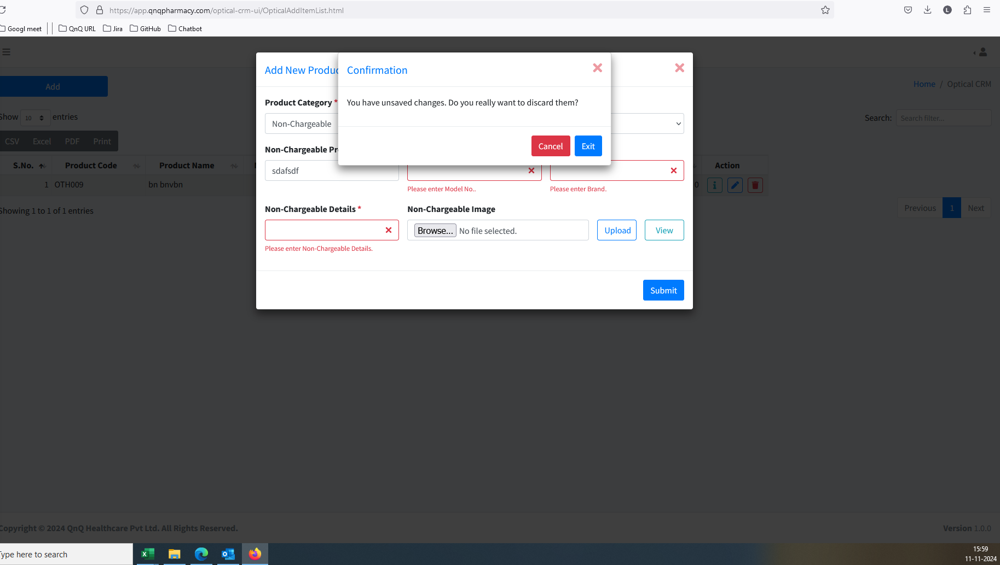 https://app.qnqpharmacy.com/optical-crm-ui/OpticalAddItemList.html
L
Googl meet
QnQ URL
Jira
GitHub
Chatbot
Add
Home / Optical CRM
Show 10 entries
Search: Search filter...
CSV Excel PDF Print
S.No. Product Code Product Name Action
1 OTH009 bn bnvbn 0
Showing 1 to 1 of 1 entries
Previous 1 Next
Add New Produc
Product Category *
Non-Chargeable
Non-Chargeable Pr
sdafsdf
Please enter Model No..
Please enter Brand.
Non-Chargeable Details *
Non-Chargeable Image
Browse... No file selected.
Upload
View
Please enter Non-Chargeable Details.
Submit
Confirmation
You have unsaved changes. Do you really want to discard them?
Cancel
Exit
Copyright © 2024 QnQ Healthcare Pvt Ltd. All Rights Reserved.
Version 1.0.0
Type here to search
15:59
11-11-2024